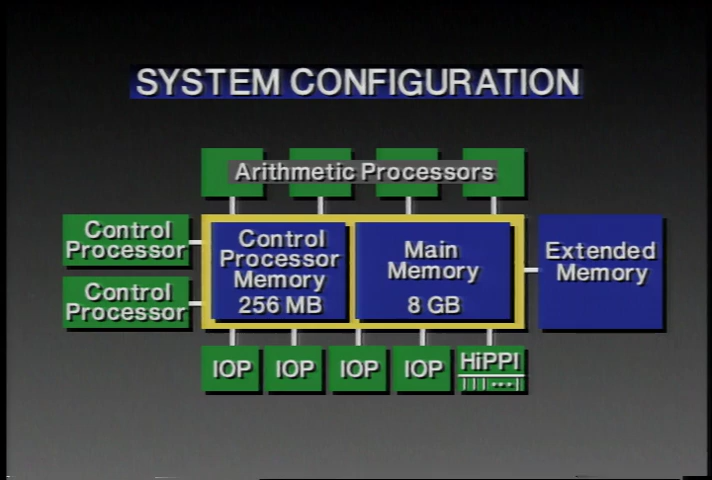 SYSTEM CONFIGURATION
Arithmetic Processors
Control
Processor
Control
Processor
Control
Processor
Memory
256 MB
Main
Memory
8 GB
Extended
Memory
IOP
IOP
IOP
IOP
HiPPI